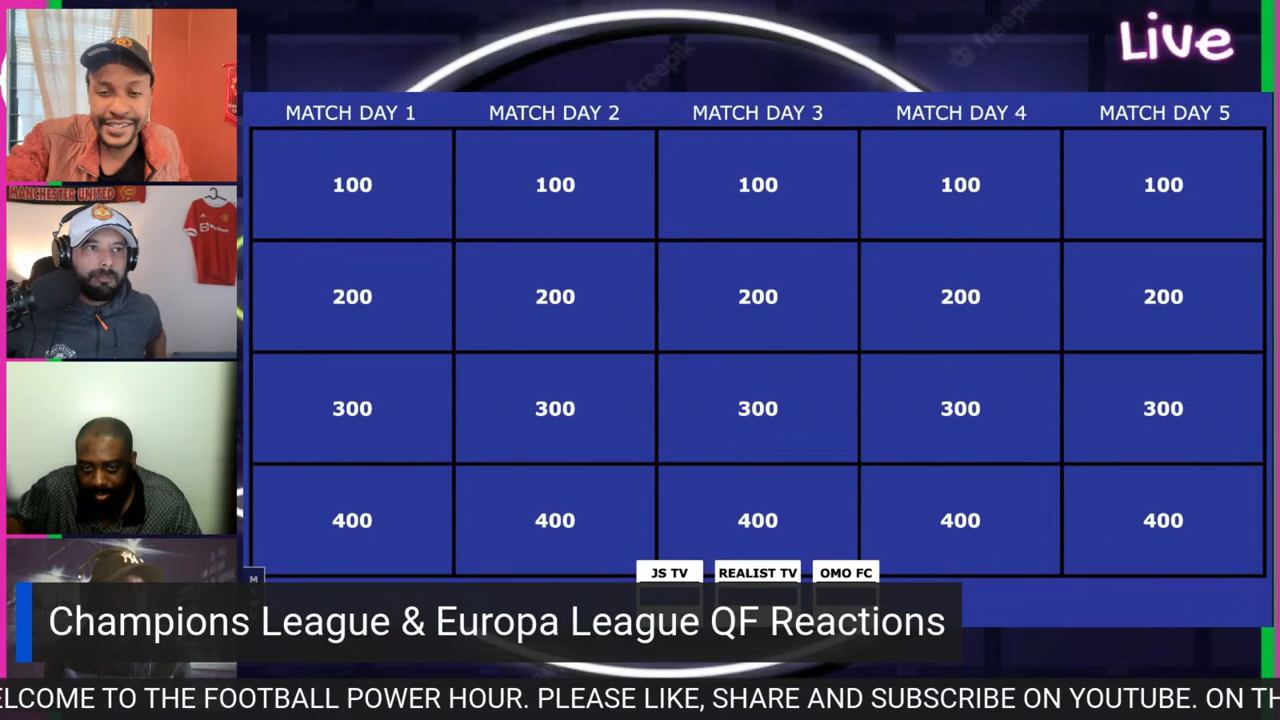 Live
MANCHESTER UNITED
MATCH DAY 1 MATCH DAY 2 MATCH DAY 3 MATCH DAY 4 MATCH DAY 5
100 100 100 100 100
200 200 200 200 200
300 300 300 300 300
400 400 400 400 400
JS TV REALIST TV OMO FC
Champions League & Europa League QF Reactions
ELCOME TO THE FOOTBALL POWER HOUR. PLEASE LIKE, SHARE AND SUBSCRIBE ON YOUTUBE. ON TH